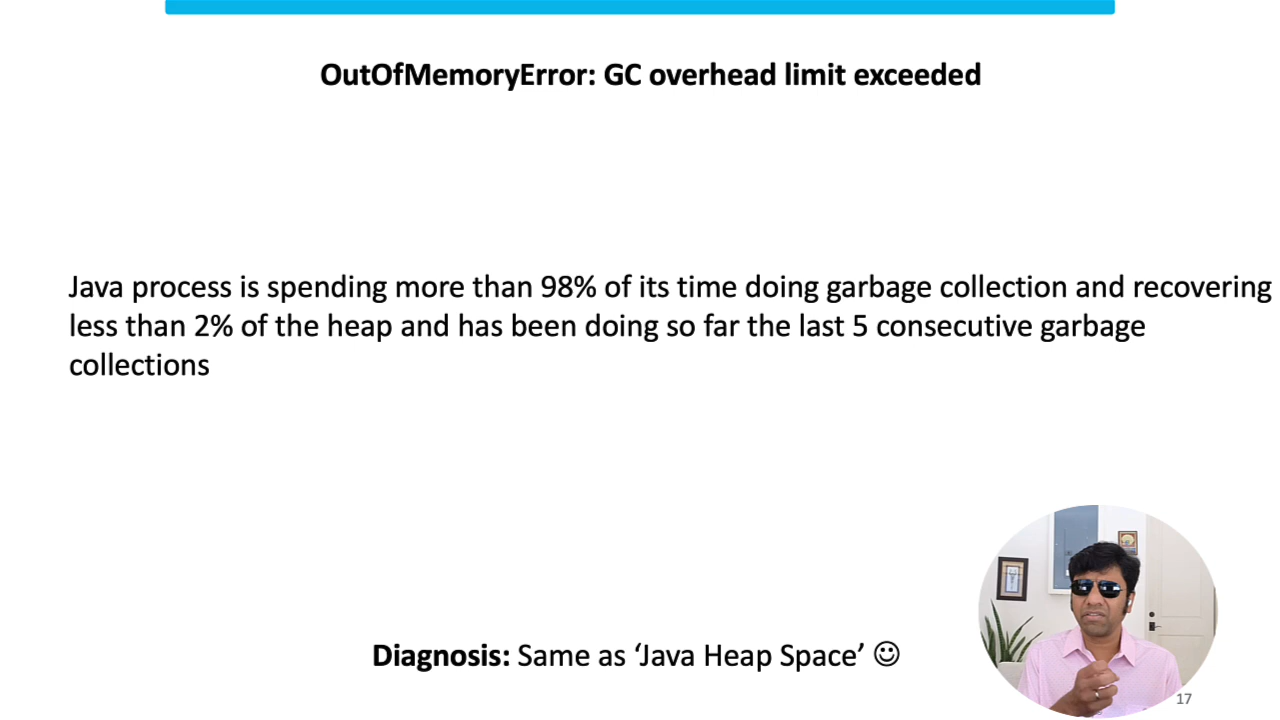 OutOfMemoryError: GC overhead limit exceeded
Java process is spending more than 98% of its time doing garbage collection and recovering
less than 2% of the heap and has been doing so far the last 5 consecutive garbage
collections
Diagnosis: Same as ‘Java Heap Space’ ☺
17